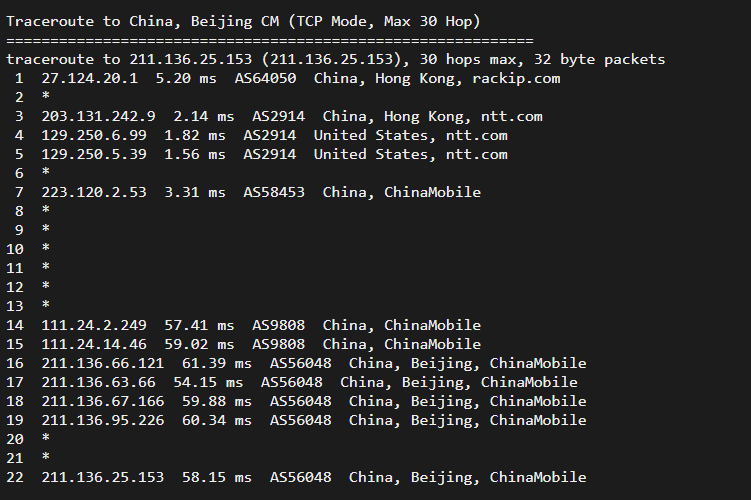 Traceroute to China, Beijing CM (TCP Mode, Max 30 Hop)
============================================================
traceroute to 211.136.25.153 (211.136.25.153), 30 hops max, 32 byte packets
1 27.124.20.1 5.20 ms AS64050 China, Hong Kong, rackip.com
2 *
3 203.131.242.9 2.14 ms AS2914 China, Hong Kong, ntt.com
4 129.250.6.99 1.82 ms AS2914 United States, ntt.com
5 129.250.5.39 1.56 ms AS2914 United States, ntt.com
6 *
7 223.120.2.53 3.31 ms AS58453 China, ChinaMobile
8 *
9 *
10 *
11 *
12 *
13 *
14 111.24.2.249 57.41 ms AS9808 China, ChinaMobile
15 111.24.14.46 59.02 ms AS9808 China, ChinaMobile
16 211.136.66.121 61.39 ms AS56048 China, Beijing, ChinaMobile
17 211.136.63.66 54.15 ms AS56048 China, Beijing, ChinaMobile
18 211.136.67.166 59.88 ms AS56048 China, Beijing, ChinaMobile
19 211.136.95.226 60.34 ms AS56048 China, Beijing, ChinaMobile
20 *
21 *
22 211.136.25.153 58.15 ms AS56048 China, Beijing, ChinaMobile